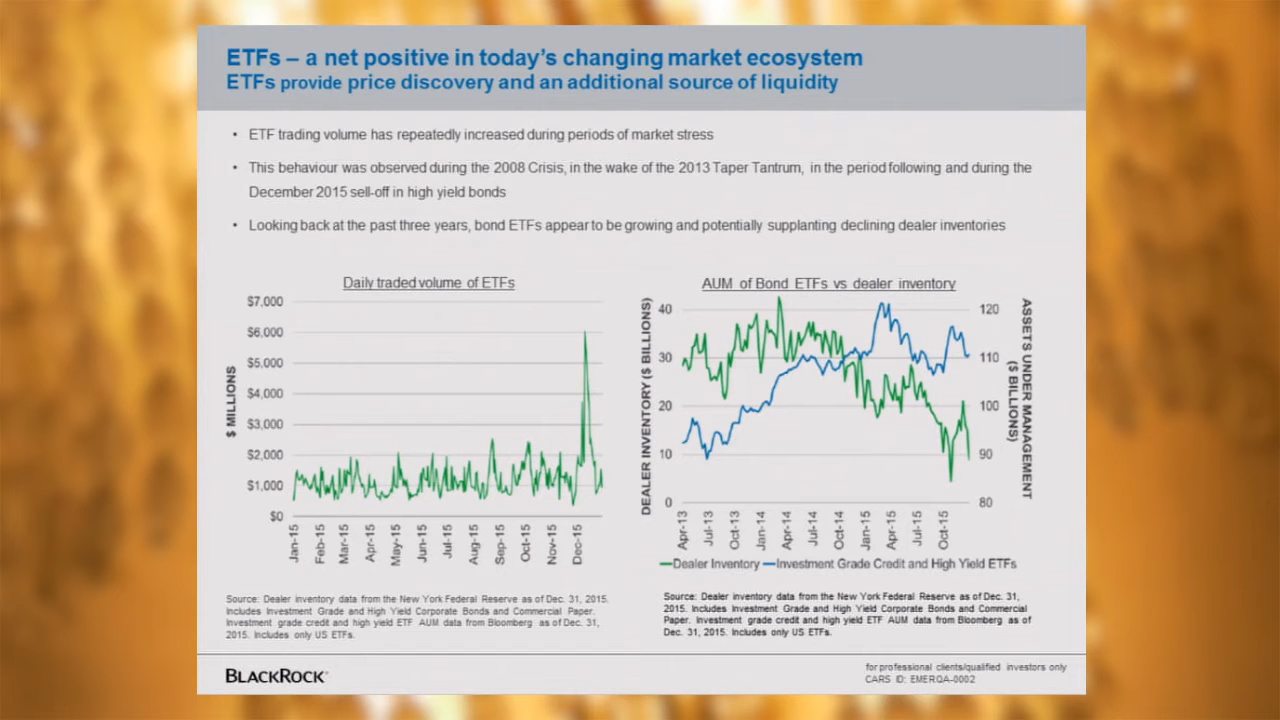 ETFs – a net positive in today's changing market ecosystem
ETFs provide price discovery and an additional source of liquidity
• ETF trading volume has repeatedly increased during periods of market stress
• This behaviour was observed during the 2008 Crisis, in the wake of the 2013 Taper Tantrum, in the period following and during the
December 2015 sell-off in high yield bonds
• Looking back at the past three years, bond ETFs appear to be growing and potentially supplanting declining dealer inventories
Daily traded volume of ETFs
$ MILLIONS
$7,000
$6,000
$5,000
$4,000
$3,000
$2,000
$1,000
$0
Jan-15
Feb-15
Mar-15
Apr-15
May-15
Jun-15
Jul-15
Aug-15
Sep-15
Oct-15
Nov-15
Dec-15
Source: Dealer inventory data from the New York Federal Reserve as of Dec. 31, 2015.
Includes Investment Grade and High Yield Corporate Bonds and Commercial Paper.
Investment grade credit and high yield ETF AUM data from Bloomberg as of Dec. 31,
2015. Includes only US ETFs.
AUM of Bond ETFs vs dealer inventory
DEALER INVENTORY ($ BILLIONS)
40
30
20
10
0
120
110
100
90
80
ASSETS UNDER MANAGEMENT
($ BILLIONS)
Apr-13
Jul-13
Oct-13
Jan-14
Apr-14
Jul-14
Oct-14
Jan-15
Apr-15
Jul-15
Oct-15
Dealer Inventory
Investment Grade Credit and High Yield ETFs
Source: Dealer inventory data from the New York Federal Reserve as of Dec. 31,
2015. Includes Investment Grade and High Yield Corporate Bonds and Commercial
Paper. Investment grade credit and high yield ETF AUM data from Bloomberg as of
Dec. 31, 2015. Includes only US ETFs.
BLACKROCK
for professional clients/qualified investors only
CARS ID: EMERQA-0002